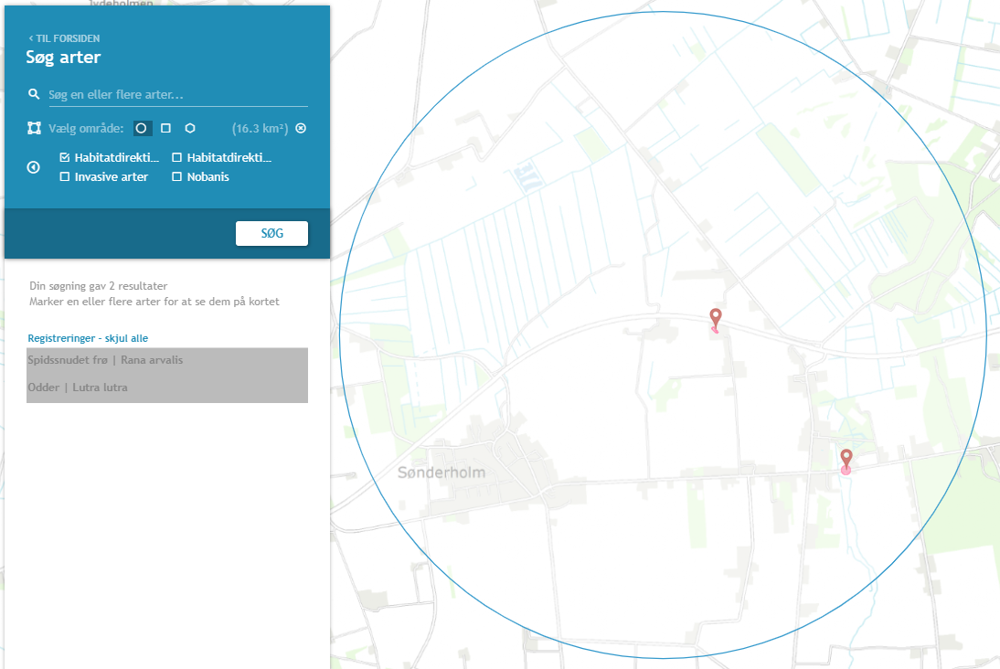 Jydeholmen
‹ TIL FORSIDEN
Søg arter
Søg en eller flere arter...
Vælg område: (16.3 km²)
Habitatdirekti... Habitatdirekti...
Invasive arter Nobanis
SØG
Din søgning gav 2 resultater
Marker en eller flere arter for at se dem på kortet
Registreringer - skjul alle
Spidssnudet frø | Rana arvalis
Odder | Lutra lutra
Sønderholm